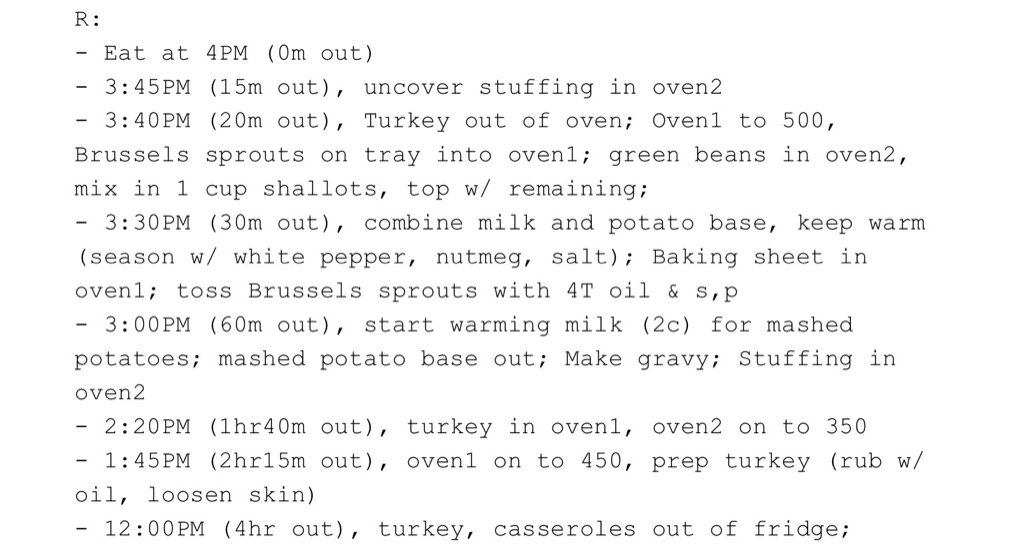 R:
- Eat at 4PM (0m out)
- 3:45PM (15m out), uncover stuffing in oven2
- 3:40PM (20m out), Turkey out of oven; Oven1 to 500,
Brussels sprouts on tray into oven1; green beans in oven2,
mix in 1 cup shallots, top w/ remaining;
- 3:30PM (30m out), combine milk and potato base, keep warm
(season w/ white pepper, nutmeg, salt); Baking sheet in
oven1; toss Brussels sprouts with 4T oil & s,p
- 3:00PM (60m out), start warming milk (2c) for mashed
potatoes; mashed potato base out; Make gravy; Stuffing in
oven2
- 2:20PM (1hr40m out), turkey in oven1, oven2 on to 350
- 1:45PM (2hr15m out), oven1 on to 450, prep turkey (rub w/
oil, loosen skin)
- 12:00PM (4hr out), turkey, casseroles out of fridge;